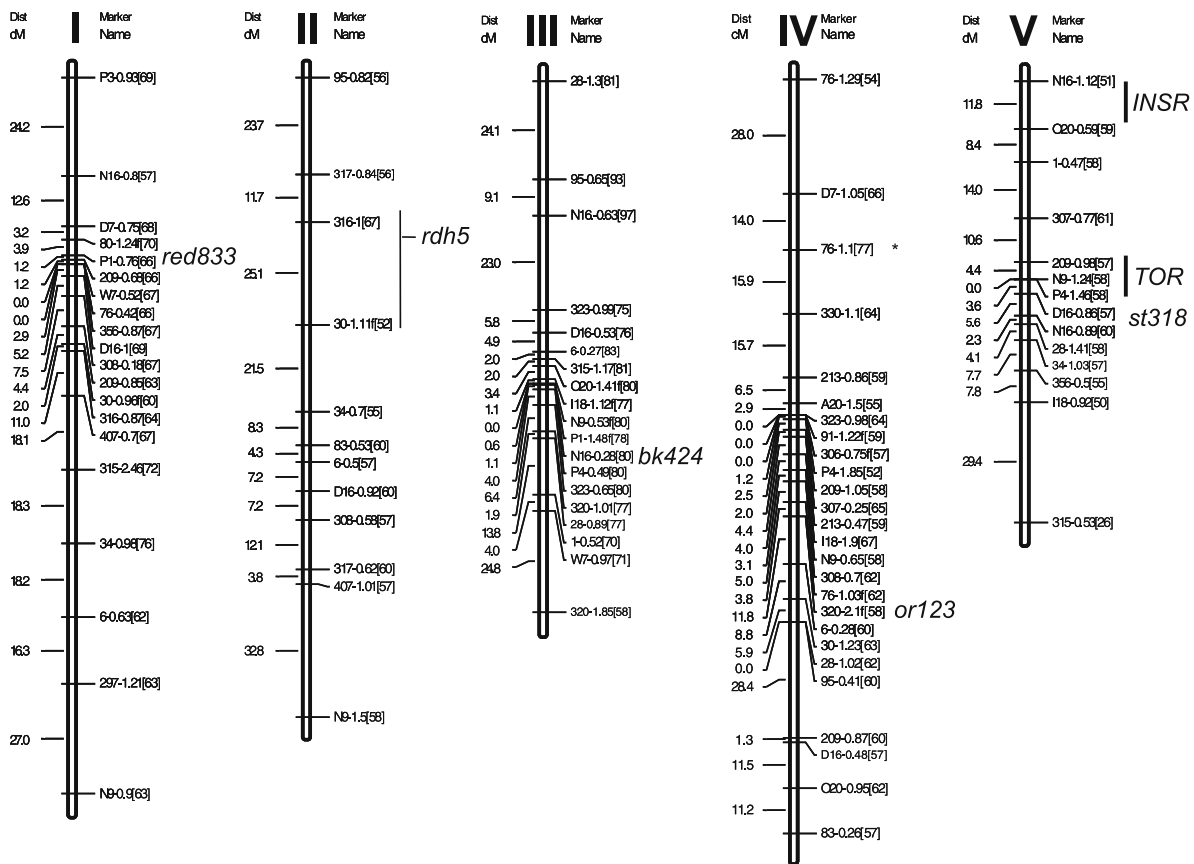 Dist
cM
I
Marker
Name
P3-0.93[69]
24.2
N16-0.8[57]
12.6
D7-0.75[68]
3.2
80-1.24f[70]
3.9
P1-0.76[66]
red833
1.2
209-0.68[66]
1.2
W7-0.52[67]
0.0
76-0.42[66]
0.0
356-0.87[67]
2.9
D16-1[69]
5.2
308-0.18[67]
7.5
209-0.85[63]
4.4
30-0.96f[60]
2.0
316-0.87[64]
11.0
407-0.7[67]
18.1
315-2.46[72]
18.3
34-0.98[76]
18.2
6-0.63[62]
16.3
297-1.21[63]
27.0
N9-0.9[63]
Dist
cM
II
Marker
Name
95-0.82[56]
23.7
317-0.84[56]
11.7
316-1[67]
rdh5
25.1
30-1.11f[52]
21.5
34-0.7[55]
8.3
83-0.53[60]
4.3
6-0.5[57]
7.2
D16-0.92[60]
7.2
308-0.58[57]
12.1
317-0.62[60]
3.8
407-1.01[57]
32.8
N9-1.5[58]
Dist
cM
III
Marker
Name
28-1.3[81]
24.1
95-0.65[93]
9.1
N16-0.63[97]
23.0
323-0.99[75]
5.8
D16-0.53[76]
4.9
6-0.27[83]
2.0
315-1.17[81]
2.0
O20-1.41f[80]
3.4
I18-1.12f[77]
1.1
N9-0.53f[80]
0.0
P1-1.48f[78]
0.6
N16-0.28[80]
bk424
1.1
P4-0.49[80]
4.0
323-0.65[80]
6.4
320-1.01[77]
1.9
28-0.89[77]
13.8
1-0.52[70]
4.0
W7-0.97[71]
24.8
320-1.85[58]
Dist
cM
IV
Marker
Name
76-1.29[54]
28.0
D7-1.05[66]
14.0
76-1.1[77]
*
15.9
330-1.1[64]
15.7
213-0.86[59]
6.5
A20-1.5[55]
2.9
323-0.98[64]
0.0
91-1.22f[59]
0.0
306-0.75f[57]
0.0
P4-1.85[52]
1.2
209-1.05[58]
2.5
307-0.25[65]
2.0
213-0.47[59]
4.4
I18-1.9[67]
4.0
N9-0.65[58]
3.1
308-0.7[62]
5.0
76-1.03f[62]
3.8
320-2.1f[58]
or123
11.8
6-0.28[60]
8.8
30-1.23[63]
5.9
28-1.02[62]
0.0
95-0.41[60]
28.4
209-0.87[60]
1.3
D16-0.48[57]
11.5
O20-0.95[62]
11.2
83-0.26[57]
Dist
cM
V
Marker
Name
N16-1.12[51]
11.8
INSR
O20-0.59[59]
8.4
1-0.47[58]
14.0
307-0.77[61]
10.6
209-0.98[57]
4.4
N9-1.24[58]
TOR
0.0
P4-1.46[58]
3.6
D16-0.86[57]
st318
5.6
N16-0.89[60]
2.3
28-1.41[58]
4.1
34-1.03[57]
7.7
356-0.5[55]
7.8
I18-0.92[50]
29.4
315-0.53[26]